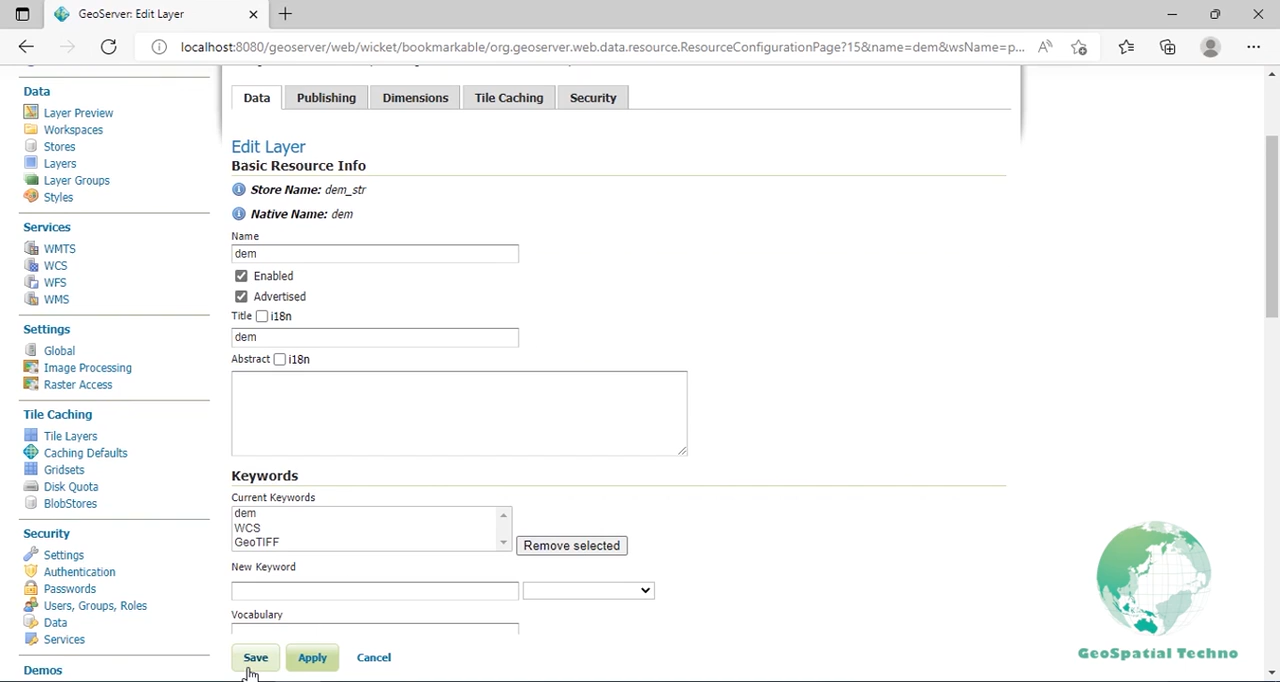 GeoServer: Edit Layer
localhost:8080/geoserver/web/wicket/bookmarkable/org.geoserver.web.data.resource.ResourceConfigurationPage?15&name=dem&wsName=p...
Data
Layer Preview
Workspaces
Stores
Layers
Layer Groups
Styles
Services
WMTS
WCS
WFS
WMS
Settings
Global
Image Processing
Raster Access
Tile Caching
Tile Layers
Caching Defaults
Gridsets
Disk Quota
BlobStores
Security
Settings
Authentication
Passwords
Users, Groups, Roles
Data
Services
Demos
Data Publishing Dimensions Tile Caching Security
Edit Layer
Basic Resource Info
Store Name: dem_str
Native Name: dem
Name
dem
Enabled
Advertised
Title i18n
dem
Abstract i18n
Keywords
Current Keywords
dem
WCS
GeoTIFF
Remove selected
New Keyword
Vocabulary
Save Apply Cancel
GeoSpatial Techno